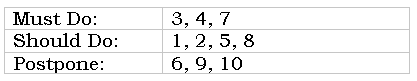 Must Do: 3, 4, 7
Should Do: 1, 2, 5, 8
Postpone: 6, 9, 10